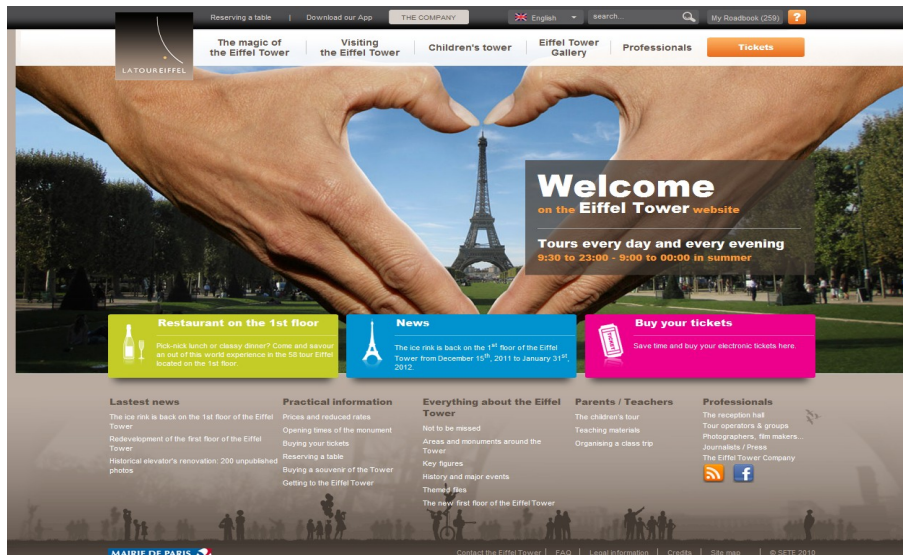 Reserving a table | Download our App THE COMPANY English search... My Roadbook (259) ?
LATOUREIFFEL
The magic of
the Eiffel Tower
Visiting
the Eiffel Tower
Children's tower
Eiffel Tower
Gallery
Professionals
Tickets
Welcome
on the Eiffel Tower website
Tours every day and every evening
9:30 to 23:00 - 9:00 to 00:00 in summer
Restaurant on the 1st floor
Pick-nick lunch or classy dinner? Come and savour
an out of this world experience in the 58 tour Eiffel
located on the 1st floor.
News
The ice rink is back on the 1st floor of the Eiffel
Tower from December 15th, 2011 to January 31st,
2012.
TICKET
Buy your tickets
Save time and buy your electronic tickets here.
Lastest news
The ice rink is back on the 1st floor of the Eiffel
Tower
Redevelopment of the first floor of the Eiffel
Tower
Historical elevator's renovation: 200 unpublished
photos
Practical information
Prices and reduced rates
Opening times of the monument
Buying your tickets
Reserving a table
Buying a souvenir of the Tower
Getting to the Eiffel Tower
Everything about the Eiffel
Tower
Not to be missed
Areas and monuments around the
Tower
Key figures
History and major events
Themed files
The new first floor of the Eiffel Tower
Parents / Teachers
The children's tour
Teaching materials
Organising a class trip
Professionals
The reception hall
Tour operators & groups
Photographers, film makers...
Journalists / Press
The Eiffel Tower Company
MAIRIE DE PARIS
Contact the Eiffel Tower | FAQ | Legal information | Credits | Site map | © SETE 2010